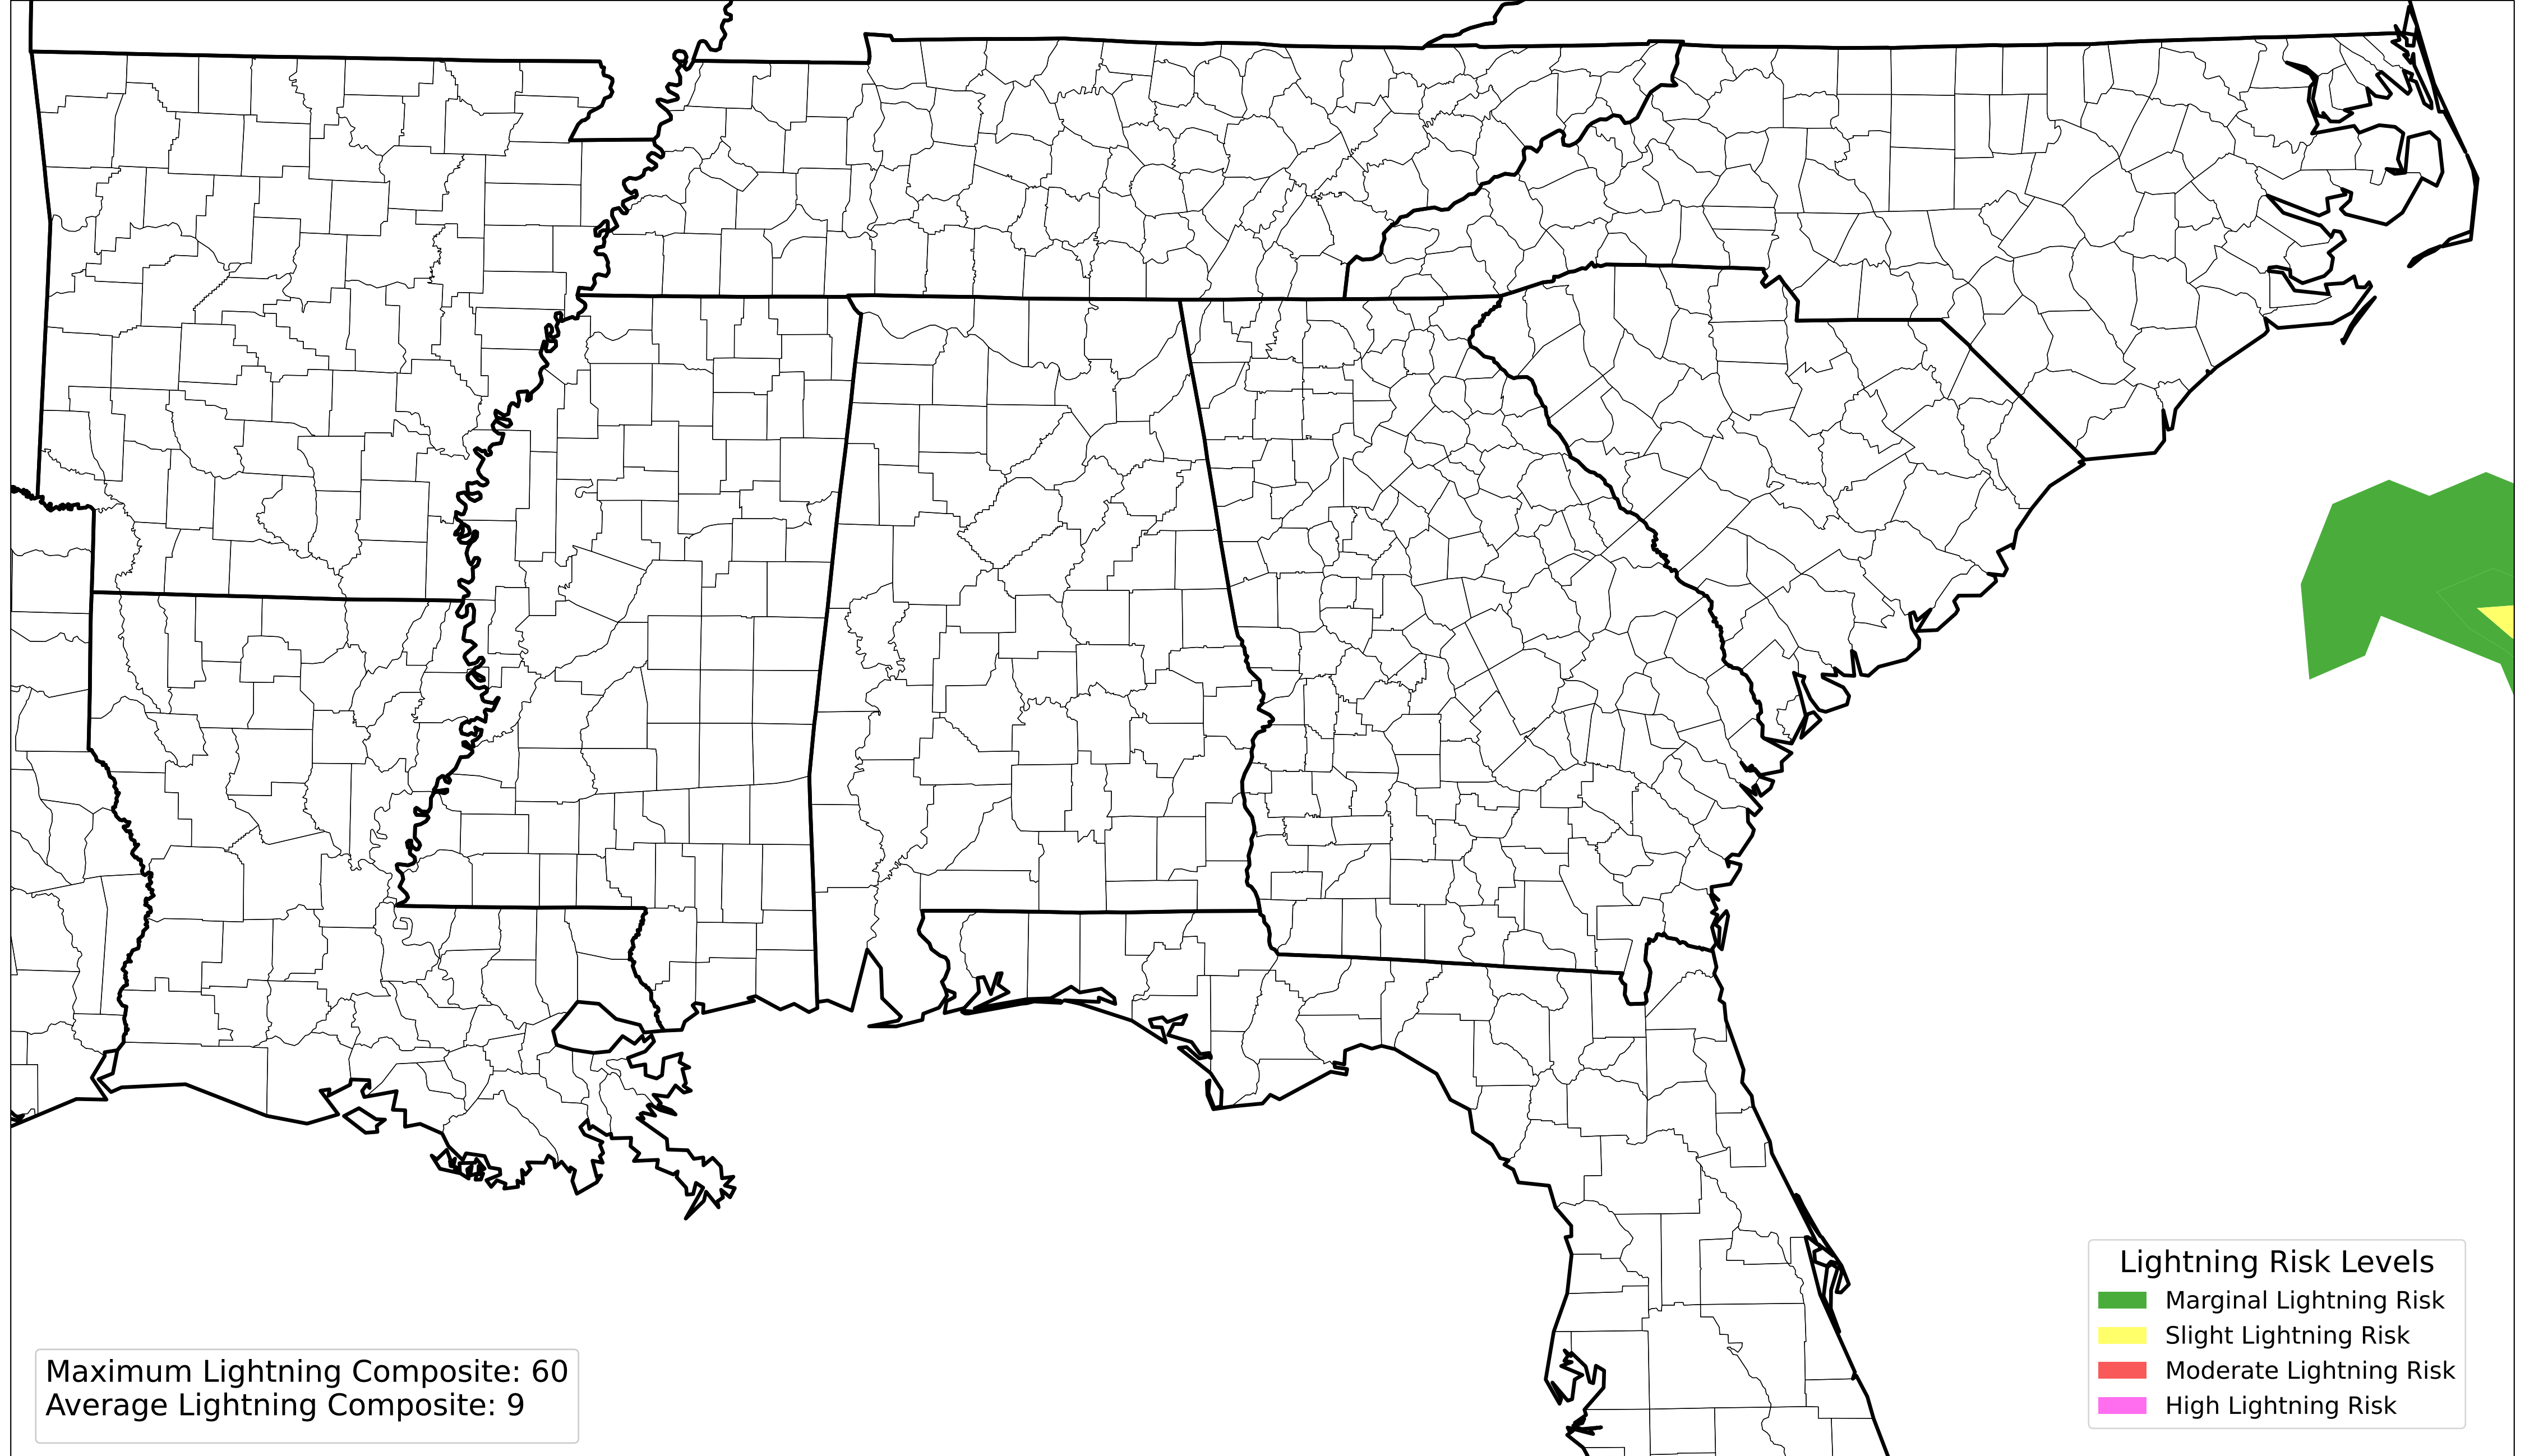 Lightning Risk Levels
Marginal Lightning Risk
Slight Lightning Risk
Moderate Lightning Risk
High Lightning Risk
Maximum Lightning Composite: 60
Average Lightning Composite: 9